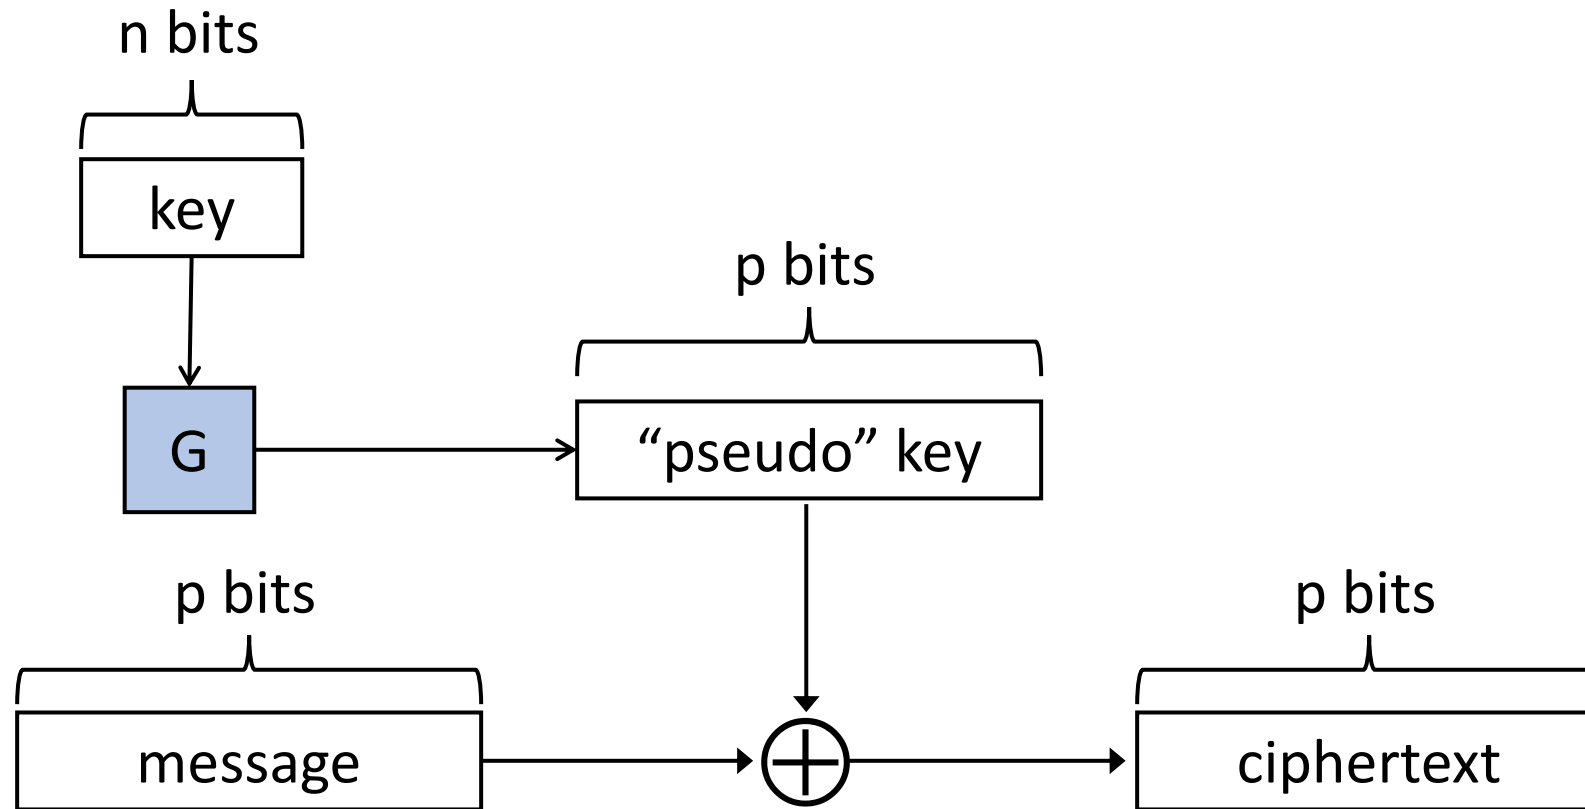 n bits
key
p bits
G
“pseudo” key
p bits
p bits
message
ciphertext